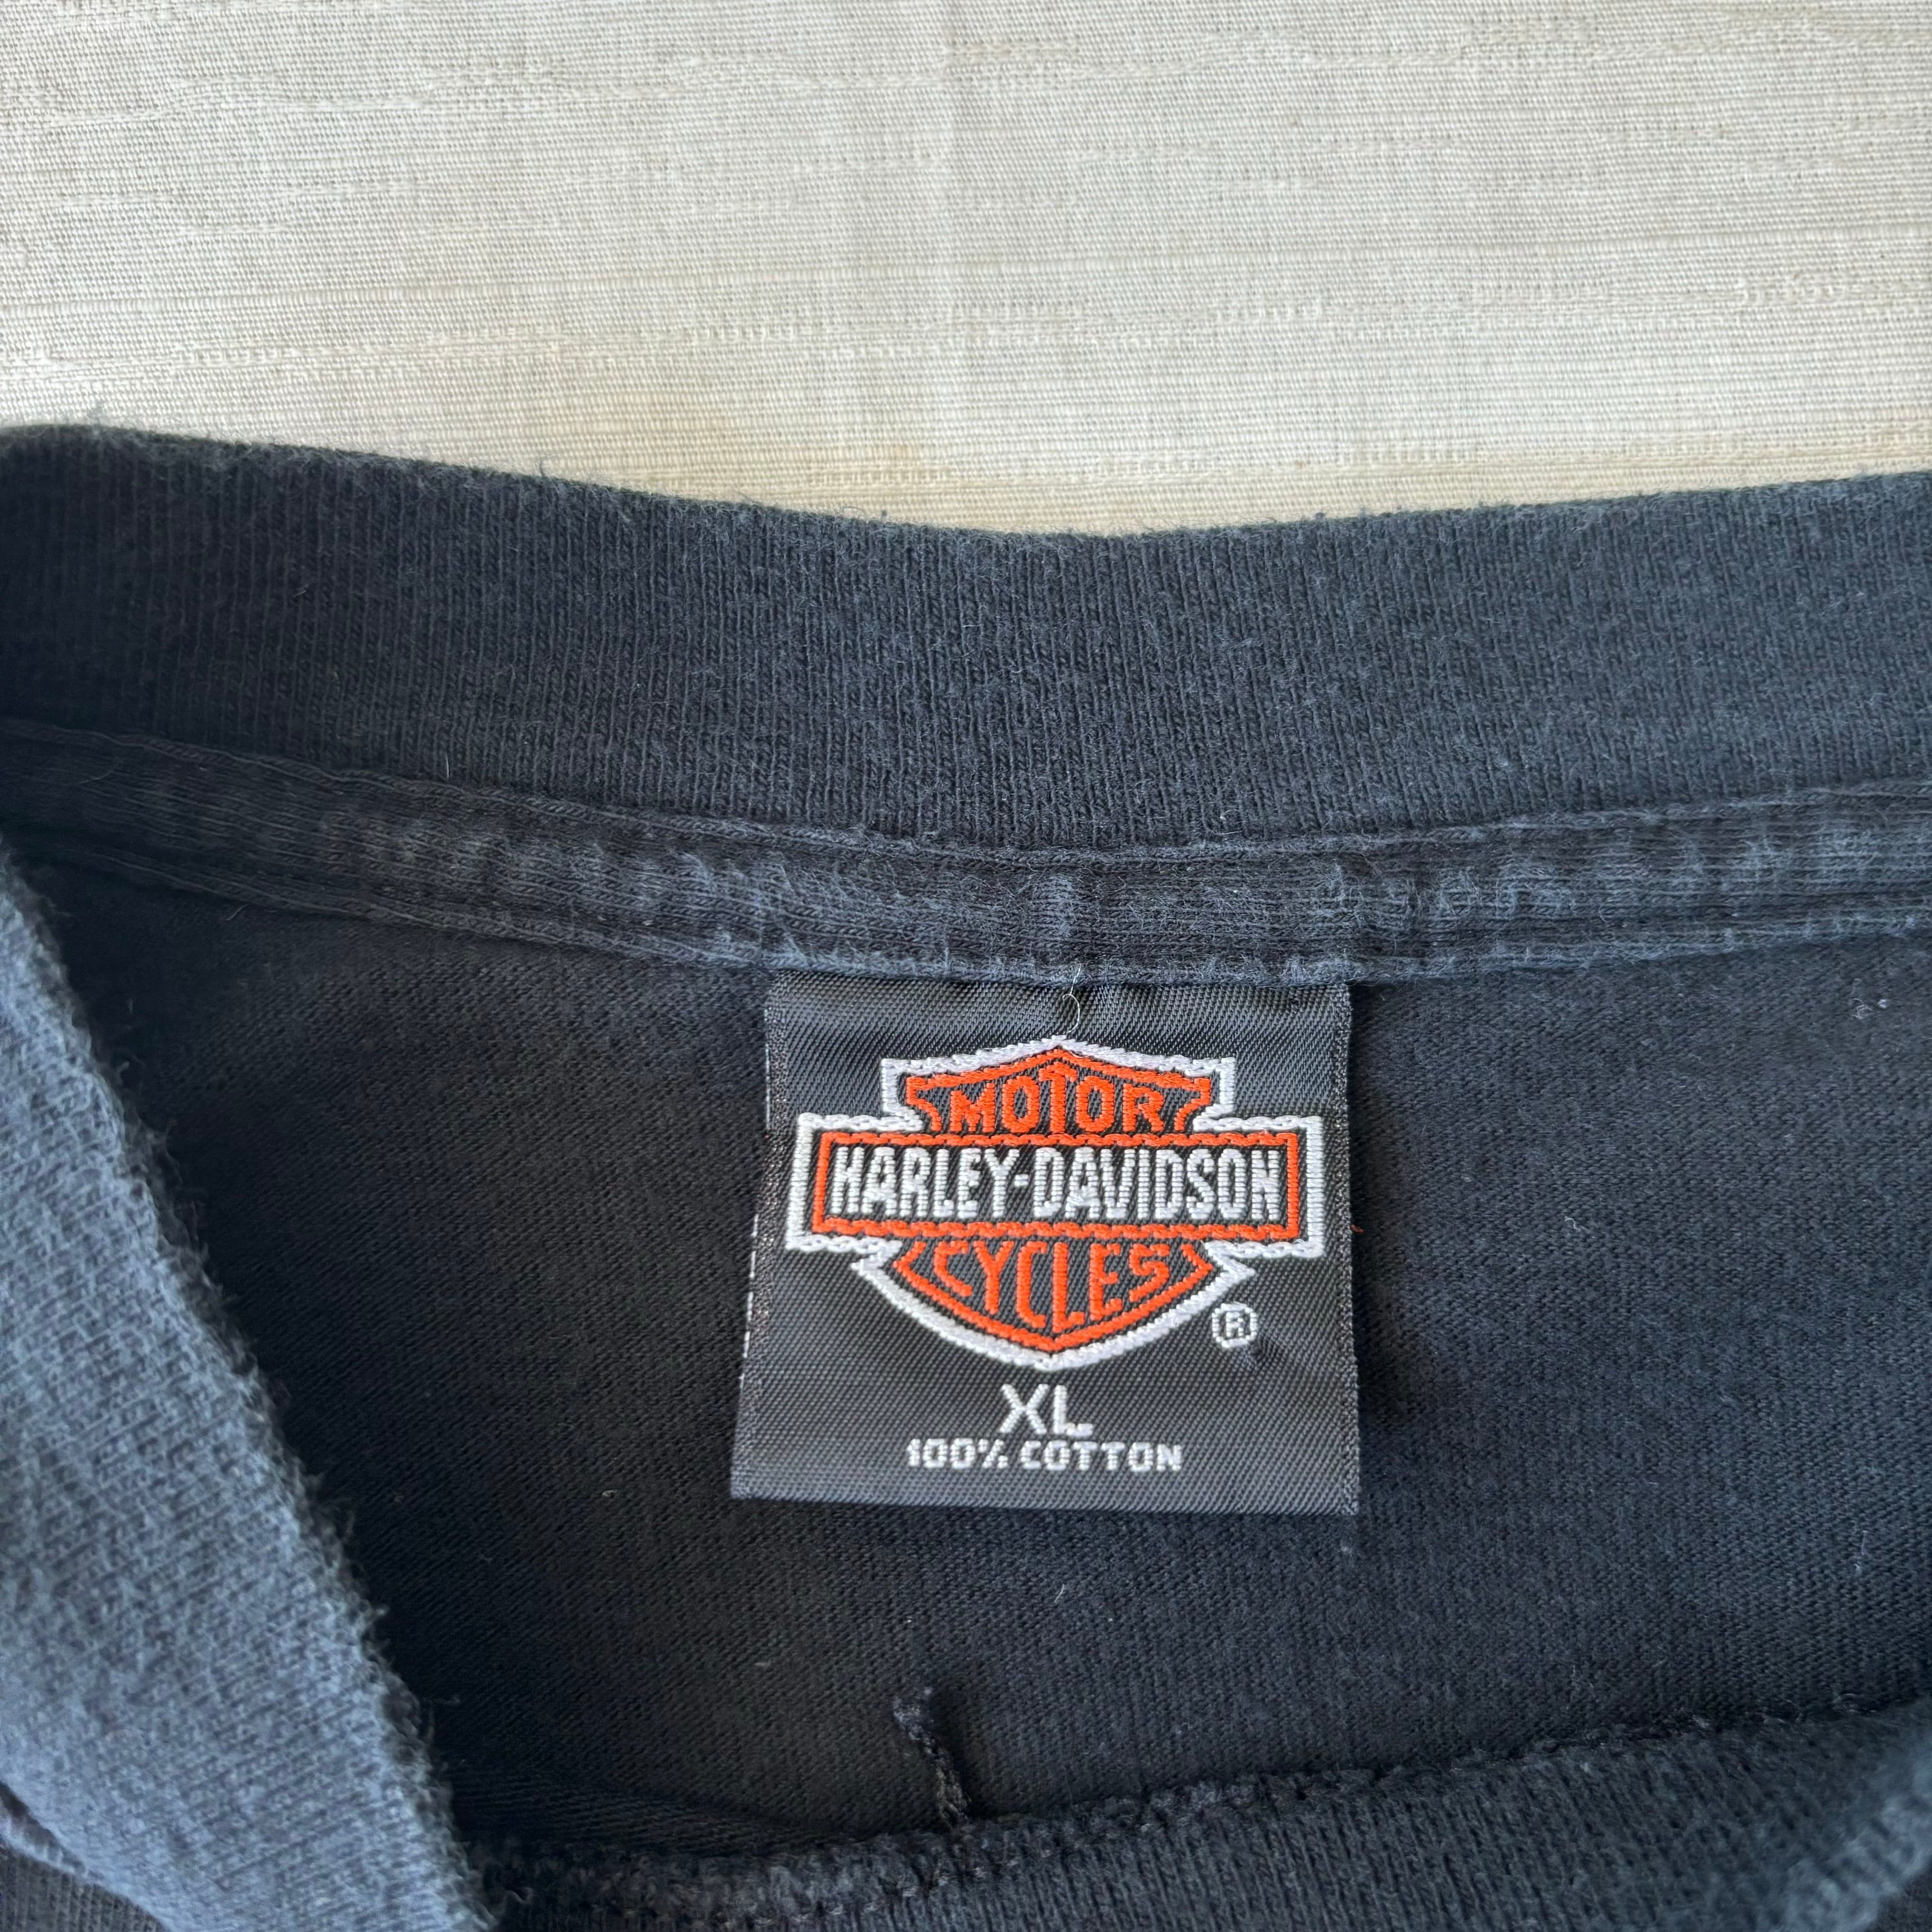 MOTOR
HARLEY-DAVIDSON
CYCLES
®
XL
100% COTTON